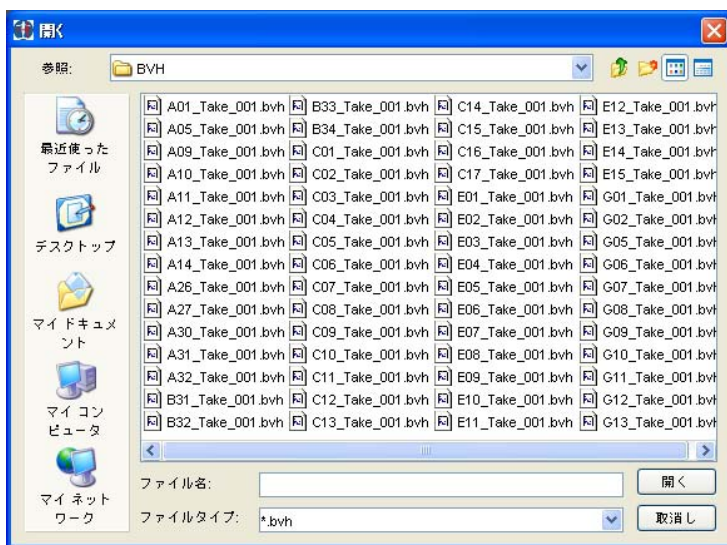 開く
参照:
BVH
最近使った
ファイル
デスクトップ
マイドキュメ
ント
マイ コン
ピュータ
マイ ネット
ワーク
A01_Take_001.bvh B33_Take_001.bvh C14_Take_001.bvh E12_Take_001.bvh
A05_Take_001.bvh B34_Take_001.bvh C15_Take_001.bvh E13_Take_001.bvh
A09_Take_001.bvh C01_Take_001.bvh C16_Take_001.bvh E14_Take_001.bvh
A10_Take_001.bvh C02_Take_001.bvh C17_Take_001.bvh E15_Take_001.bvh
A11_Take_001.bvh C03_Take_001.bvh E01_Take_001.bvh G01_Take_001.bvh
A12_Take_001.bvh C04_Take_001.bvh E02_Take_001.bvh G02_Take_001.bvh
A13_Take_001.bvh C05_Take_001.bvh E03_Take_001.bvh G05_Take_001.bvh
A14_Take_001.bvh C06_Take_001.bvh E04_Take_001.bvh G06_Take_001.bvh
A26_Take_001.bvh C07_Take_001.bvh E05_Take_001.bvh G07_Take_001.bvh
A27_Take_001.bvh C08_Take_001.bvh E06_Take_001.bvh G08_Take_001.bvh
A30_Take_001.bvh C09_Take_001.bvh E07_Take_001.bvh G09_Take_001.bvh
A31_Take_001.bvh C10_Take_001.bvh E08_Take_001.bvh G10_Take_001.bvh
A32_Take_001.bvh C11_Take_001.bvh E09_Take_001.bvh G11_Take_001.bvh
B31_Take_001.bvh C12_Take_001.bvh E10_Take_001.bvh G12_Take_001.bvh
B32_Take_001.bvh C13_Take_001.bvh E11_Take_001.bvh G13_Take_001.bvh
ファイル名:
開く
ファイルタイプ:
*.bvh
取消し